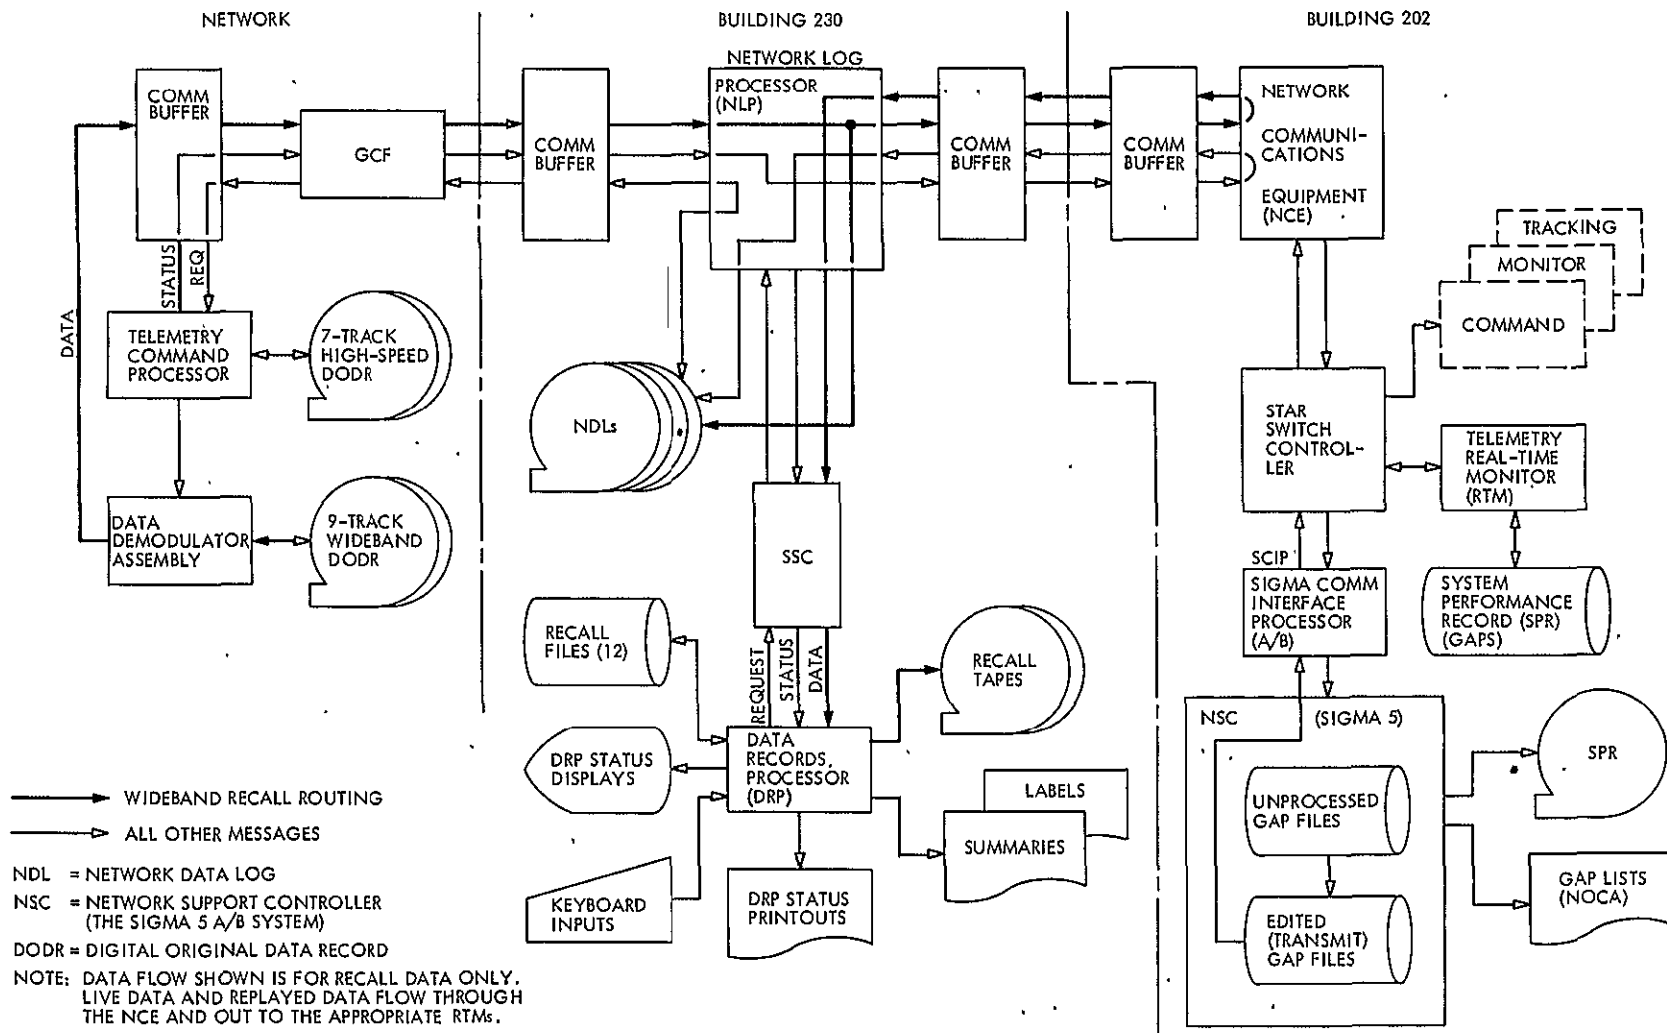 NETWORK
BUILDING 230
BUILDING 202
COMM
BUFFER
GCF
COMM
BUFFER
NETWORK LOG
PROCESSOR
(NLP)
COMM
BUFFER
COMM
BUFFER
NETWORK
COMMUNI-
CATIONS
EQUIPMENT
(NCE)
TRACKING
MONITOR
COMMAND
DATA
STATUS
REQ
TELEMETRY
COMMAND
PROCESSOR
7-TRACK
HIGH-SPEED
DODR
DATA
DEMODULATOR
ASSEMBLY
9-TRACK
WIDEBAND
DODR
NDLs
SSC
STAR
SWITCH
CONTROL-
LER
TELEMETRY
REAL-TIME
MONITOR
(RTM)
SCIP
SIGMA COMM
INTERFACE
PROCESSOR
(A/B)
SYSTEM
PERFORMANCE
RECORD (SPR)
(GAPS)
RECALL
FILES (12)
REQUEST
STATUS
DATA
RECALL
TAPES
DRP STATUS
DISPLAYS
DATA
RECORDS
PROCESSOR
(DRP)
LABELS
SUMMARIES
KEYBOARD
INPUTS
DRP STATUS
PRINTOUTS
NSC (SIGMA 5)
UNPROCESSED
GAP FILES
EDITED
(TRANSMIT)
GAP FILES
SPR
GAP LISTS
(NOCA)
WIDEBAND RECALL ROUTING
ALL OTHER MESSAGES
NDL = NETWORK DATA LOG
NSC = NETWORK SUPPORT CONTROLLER
(THE SIGMA 5 A/B SYSTEM)
DODR = DIGITAL ORIGINAL DATA RECORD
NOTE: DATA FLOW SHOWN IS FOR RECALL DATA ONLY.
LIVE DATA AND REPLAYED DATA FLOW THROUGH
THE NCE AND OUT TO THE APPROPRIATE RTMs.